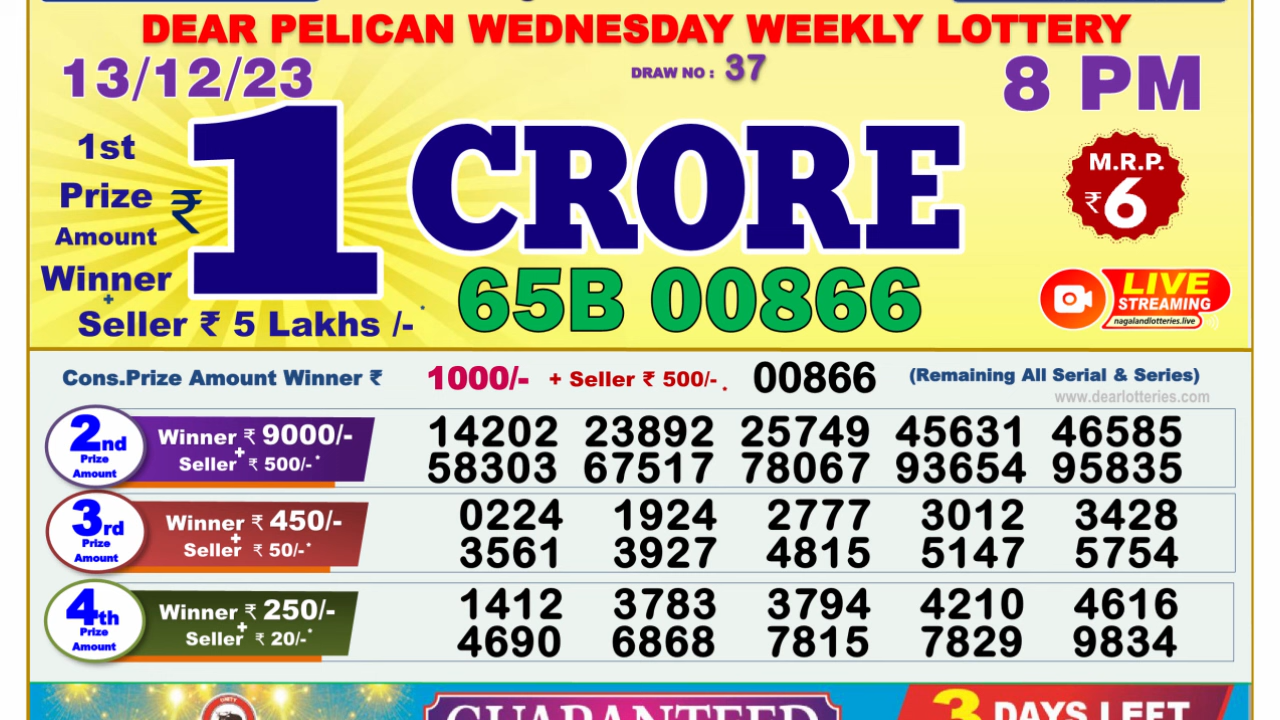 DEAR PELICAN WEDNESDAY WEEKLY LOTTERY
13/12/23
DRAW NO : 37
8 PM
1st
Prize
Amount
₹ 1 CRORE
M.R.P.
₹ 6
Winner
+
Seller ₹ 5 Lakhs /-
65B 00866
LIVE
STREAMING
nagalandlotteries.live
Cons.Prize Amount Winner ₹ 1000/- + Seller ₹ 500/- . 00866 (Remaining All Serial & Series)
www.dearlotteries.com
2nd
Prize
Amount
Winner ₹ 9000/-
+
Seller ₹ 500/-*
14202 23892 25749 45631 46585
58303 67517 78067 93654 95835
3rd
Prize
Amount
Winner ₹ 450/-
+
Seller ₹ 50/-*
0224 1924 2777 3012 3428
3561 3927 4815 5147 5754
4th
Prize
Amount
Winner ₹ 250/-
+
Seller ₹ 20/-*
1412 3783 3794 4210 4616
4690 6868 7815 7829 9834
GUARANTEED
3 DAYS LEFT